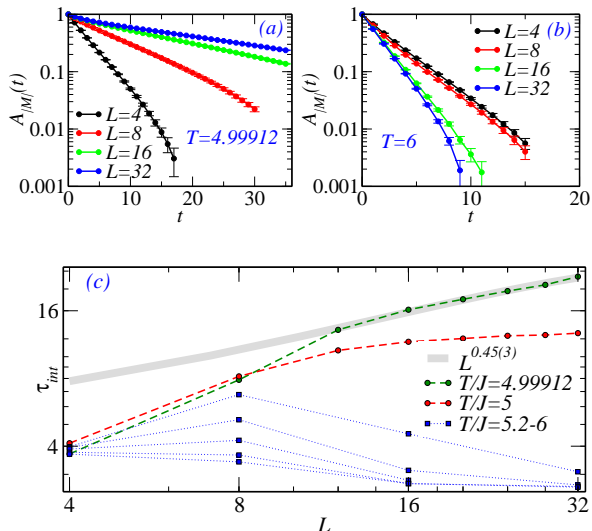 1
0.1
0.01
0.001
A/M/(t)
0 10 20 30
t
(a)
T=4.99912
L=4
L=8
L=16
L=32
1
0.1
0.01
0.001
A/M/(t)
0 10 20
t
(b)
T=6
L=4
L=8
L=16
L=32
(c)
16
4
τint
4 8 16 32
L
L0.45(3)
T/J=4.99912
T/J=5
T/J=5.2-6